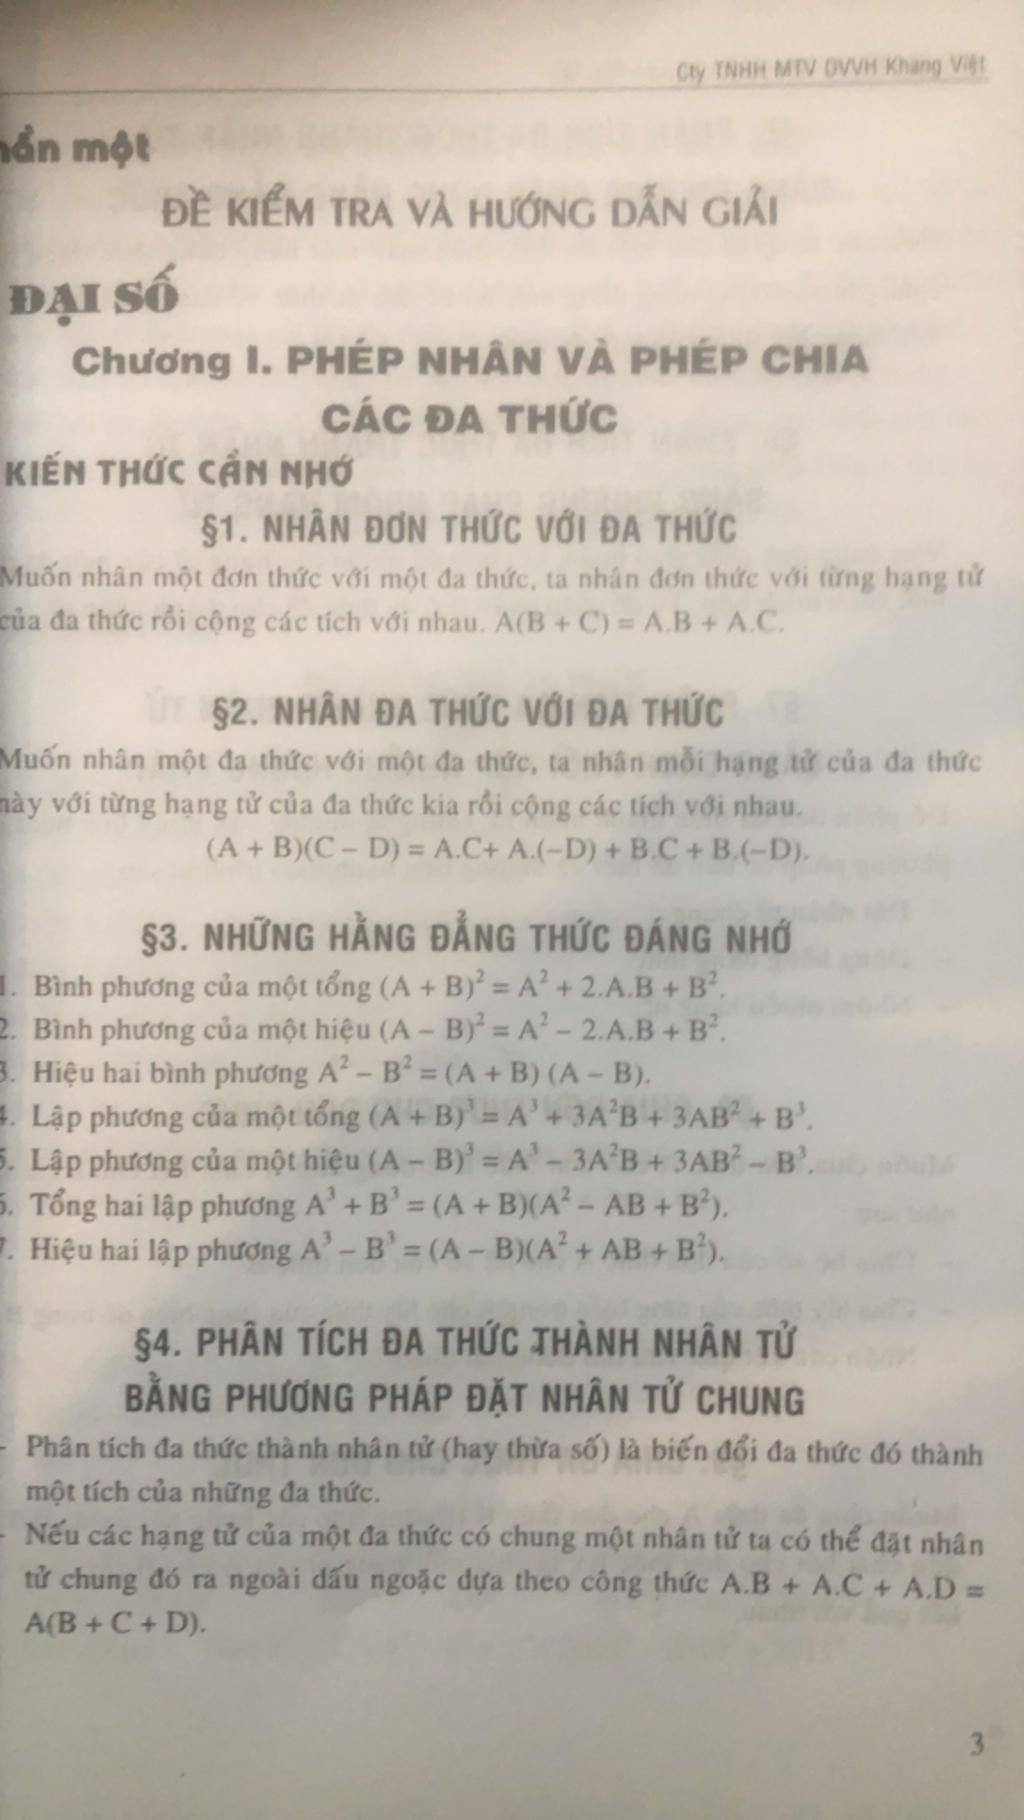 Cty TNHH MTV DVVH Khang Việt
một
ĐỀ KIỂM TRA VÀ HƯỚNG DẪN GIẢI
ĐẠI SỐ
Chương I. PHÉP NHÂN VÀ PHÉP CHIA
CÁC ĐA THỨC
KIẾN THỨC CẦN NHỚ
§1. NHÂN ĐƠN THỨC VỚI ĐA THỨC
Muốn nhân một đơn thức với một đa thức, ta nhân đơn thức với từng hạng tử
của đa thức rồi cộng các tích với nhau. A(B + C) = A.B + A.C.
§2. NHÂN ĐA THỨC VỚI ĐA THỨC
Muốn nhân một đa thức với một đa thức, ta nhân mỗi hạng tử của đa thức
này với từng hạng tử của đa thức kia rồi cộng các tích với nhau.
(A + B)(C – D) = A.C+ A.(–D) + B.C + B.(–D).
§3. NHỮNG HẰNG ĐẲNG THỨC ĐÁNG NHỚ
1. Bình phương của một tổng (A + B)² = A² + 2.A.B + B².
2. Bình phương của một hiệu (A – B)² = A² – 2.A.B + B².
3. Hiệu hai bình phương A² – B² = (A + B) (A – B).
4. Lập phương của một tổng (A + B)³ = A³ + 3A²B + 3AB² + B³.
5. Lập phương của một hiệu (A – B)³ = A³ – 3A²B + 3AB² – B³.
6. Tổng hai lập phương A³ + B³ = (A + B)(A² – AB + B²).
7. Hiệu hai lập phương A³ – B³ = (A – B)(A² + AB + B²).
§4. PHÂN TÍCH ĐA THỨC THÀNH NHÂN TỬ
BẰNG PHƯƠNG PHÁP ĐẶT NHÂN TỬ CHUNG
- Phân tích đa thức thành nhân tử (hay thừa số) là biến đổi đa thức đó thành
một tích của những đa thức.
- Nếu các hạng tử của một đa thức có chung một nhân tử ta có thể đặt nhân
tử chung đó ra ngoài dấu ngoặc dựa theo công thức A.B + A.C + A.D =
A(B + C + D).
3